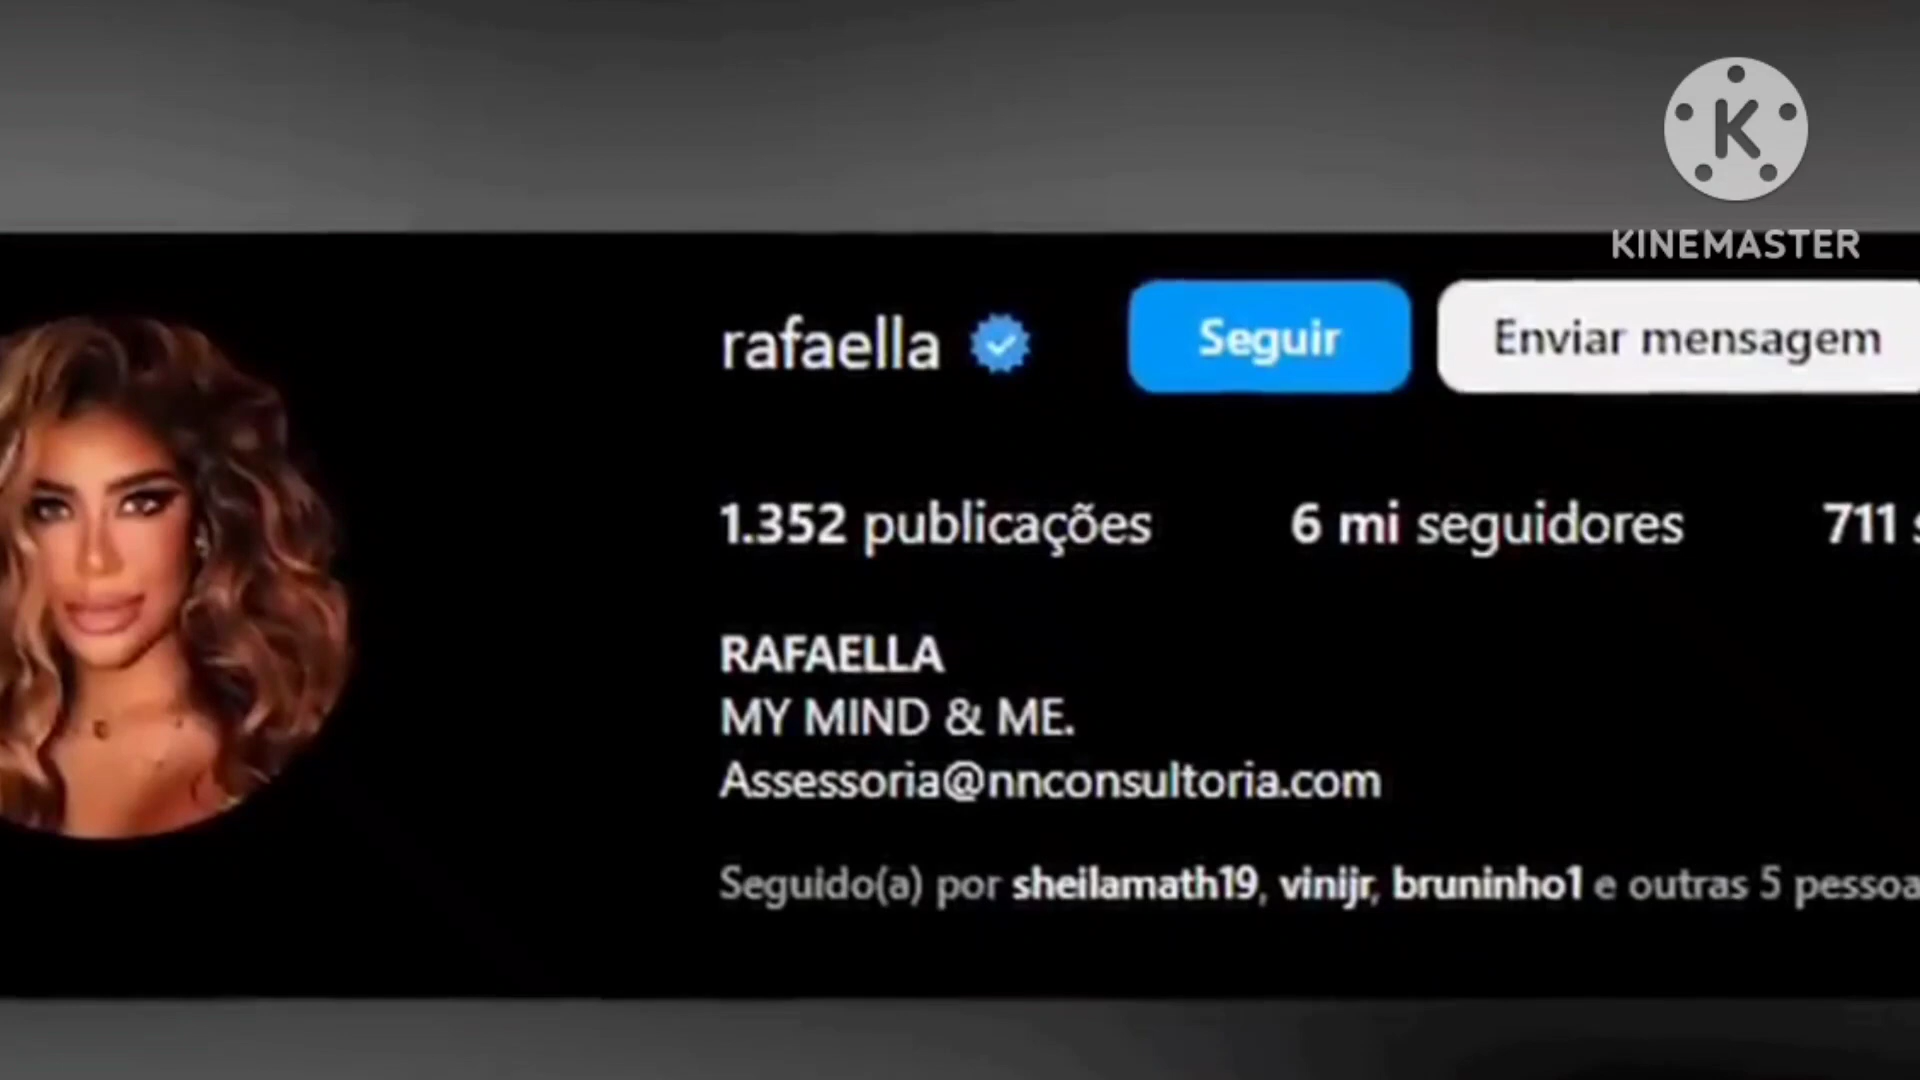 K
KINEMASTER
rafaella
Seguir
Enviar mensagem
1.352 publicações
6 mi seguidores
711
RAFAELLA
MY MIND & ME.
Assessoria@nnconsultoria.com
Seguido(a) por sheilamath19, vinijr, bruninho1 e outras 5